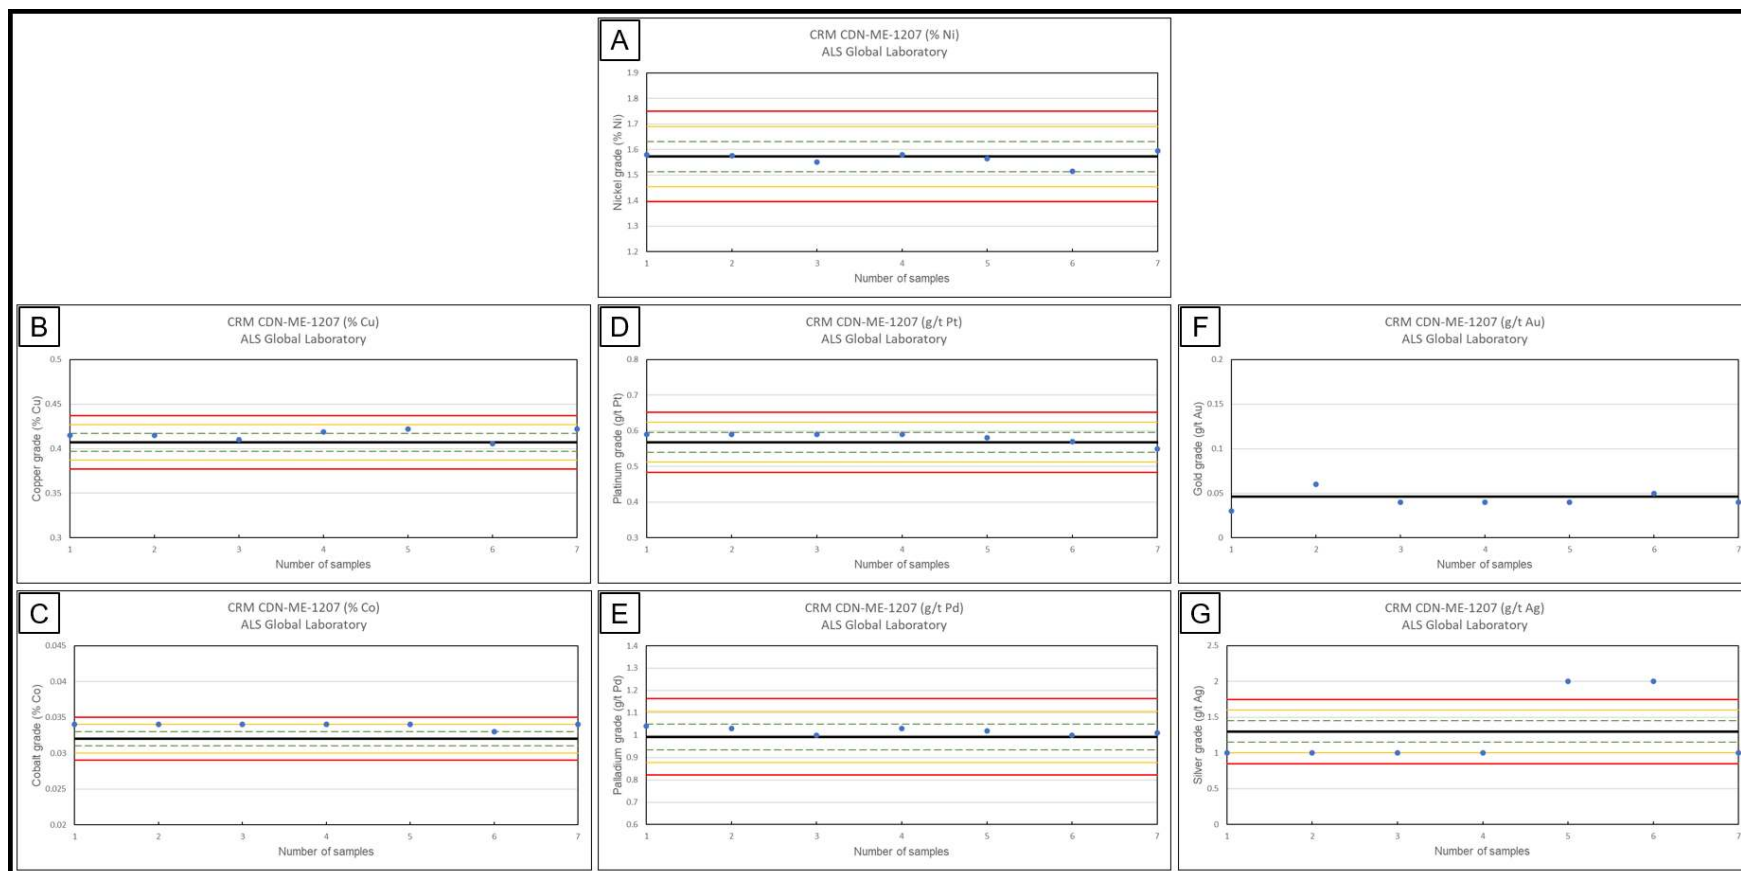 A
CRM CDN-ME-1207 (% Ni)
ALS Global Laboratory
Nickel grade (% Ni)
1.9
1.8
1.7
1.6
1.5
1.4
1.3
1.2
1 2 3 4 5 6 7
Number of samples
B
CRM CDN-ME-1207 (% Cu)
ALS Global Laboratory
Copper grade (% Cu)
0.5
0.45
0.4
0.35
0.3
1 2 3 4 5 6 7
Number of samples
D
CRM CDN-ME-1207 (g/t Pt)
ALS Global Laboratory
Platinum grade (g/t Pt)
0.8
0.7
0.6
0.5
0.4
0.3
1 2 3 4 5 6 7
Number of samples
F
CRM CDN-ME-1207 (g/t Au)
ALS Global Laboratory
Gold grade (g/t Au)
0.2
0.15
0.1
0.05
0
1 2 3 4 5 6 7
Number of samples
C
CRM CDN-ME-1207 (% Co)
ALS Global Laboratory
Cobalt grade (% Co)
0.045
0.04
0.035
0.03
0.025
0.02
1 2 3 4 5 6 7
Number of samples
E
CRM CDN-ME-1207 (g/t Pd)
ALS Global Laboratory
Palladium grade (g/t Pd)
1.4
1.3
1.2
1.1
1
0.9
0.8
0.7
0.6
1 2 3 4 5 6 7
Number of samples
G
CRM CDN-ME-1207 (g/t Ag)
ALS Global Laboratory
Silver grade (g/t Ag)
2.5
2
1.5
1
0.5
0
1 2 3 4 5 6 7
Number of samples